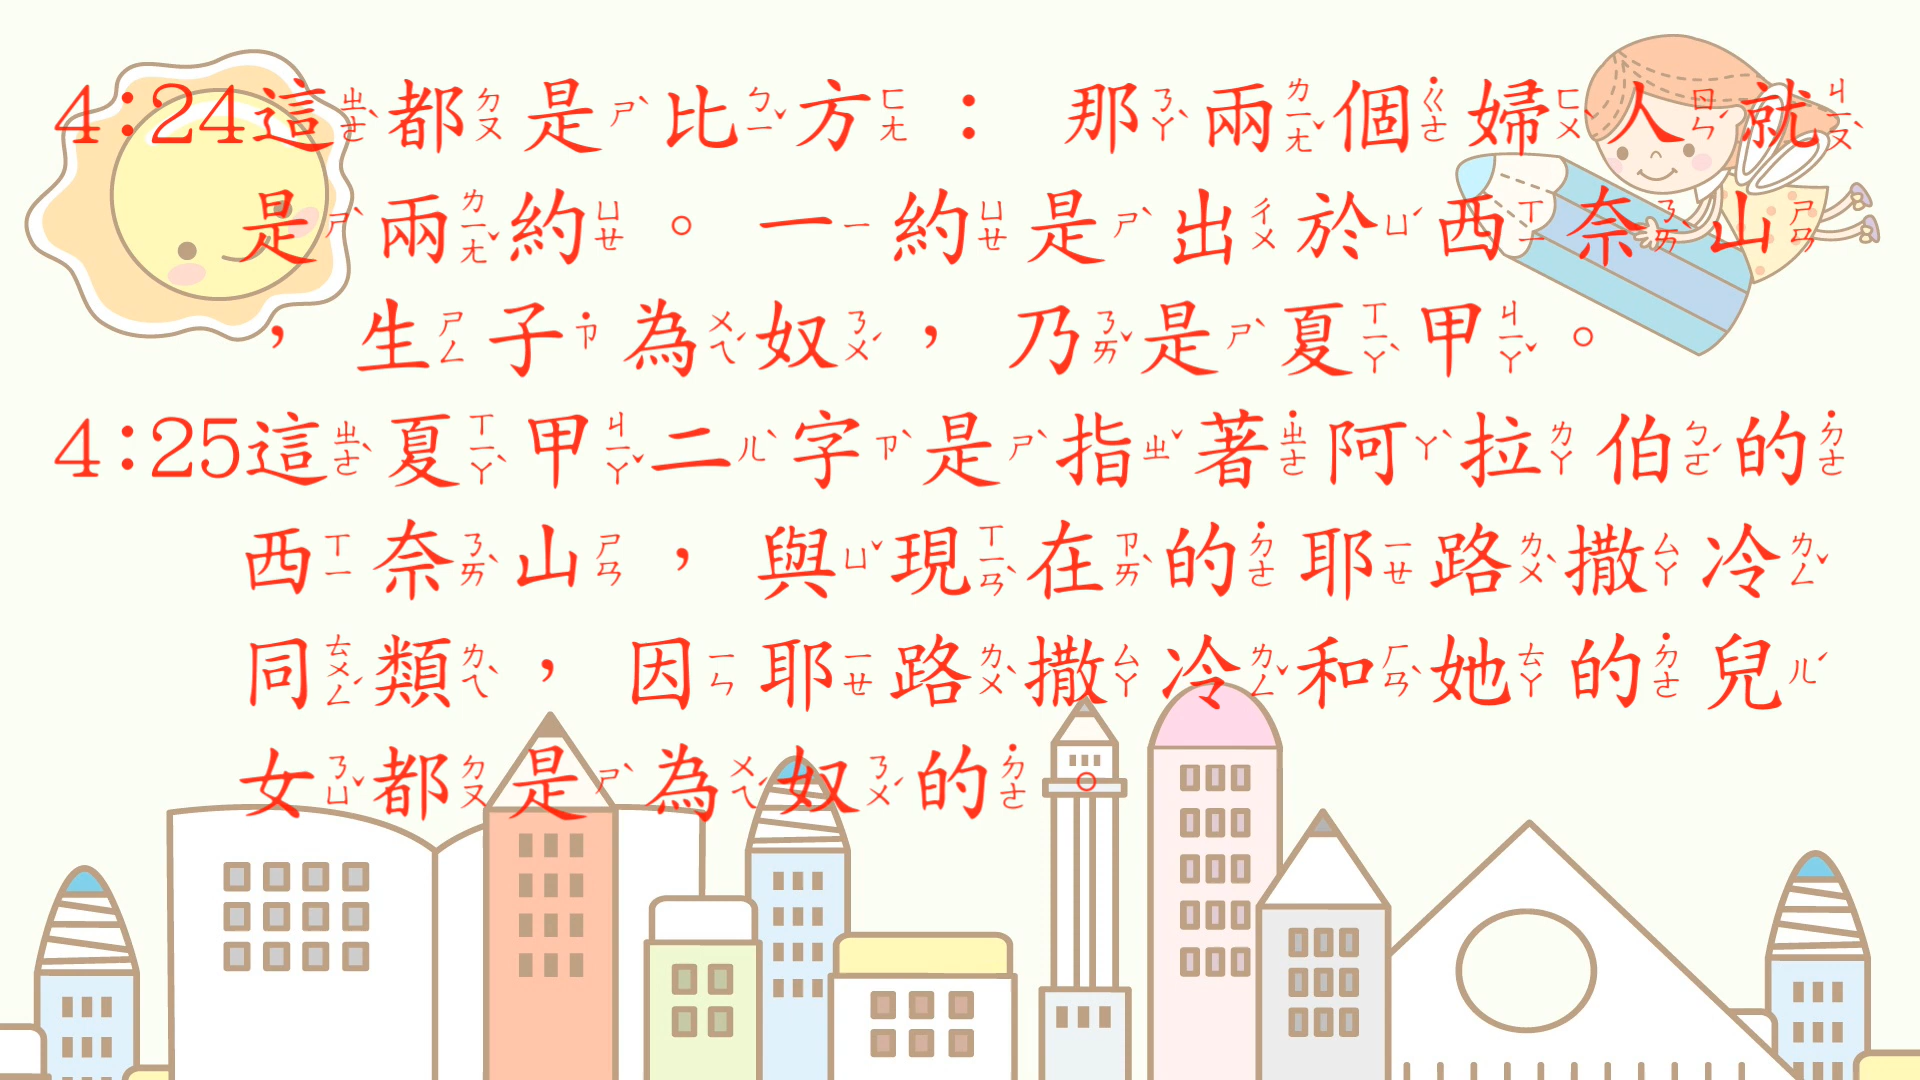 4:24這都是比方： 那兩個婦人就
是兩約。一約是出於西奈山
，生子為奴，乃是夏甲。
4:25這夏甲二字是指著阿拉伯的
西奈山，與現在的耶路撒冷
同類，因耶路撒冷和她的兒
女都是為奴的。